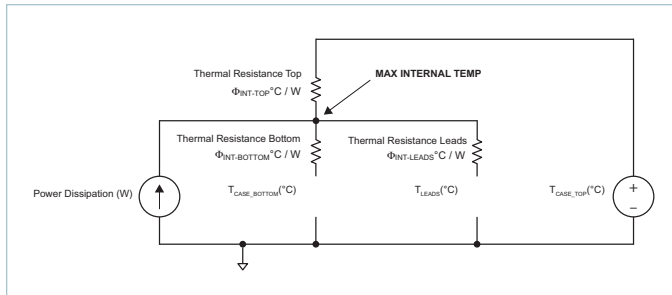 Thermal Resistance Top
MAX INTERNAL TEMP
ΦINT-TOP°C / W
Thermal Resistance Bottom
Thermal Resistance Leads
ΦINT-BOTTOM°C / W
ΦINT-LEADS°C / W
Power Dissipation (W)
TCASE_BOTTOM(°C)
TLEADS(°C)
TCASE_TOP(°C)
+
–